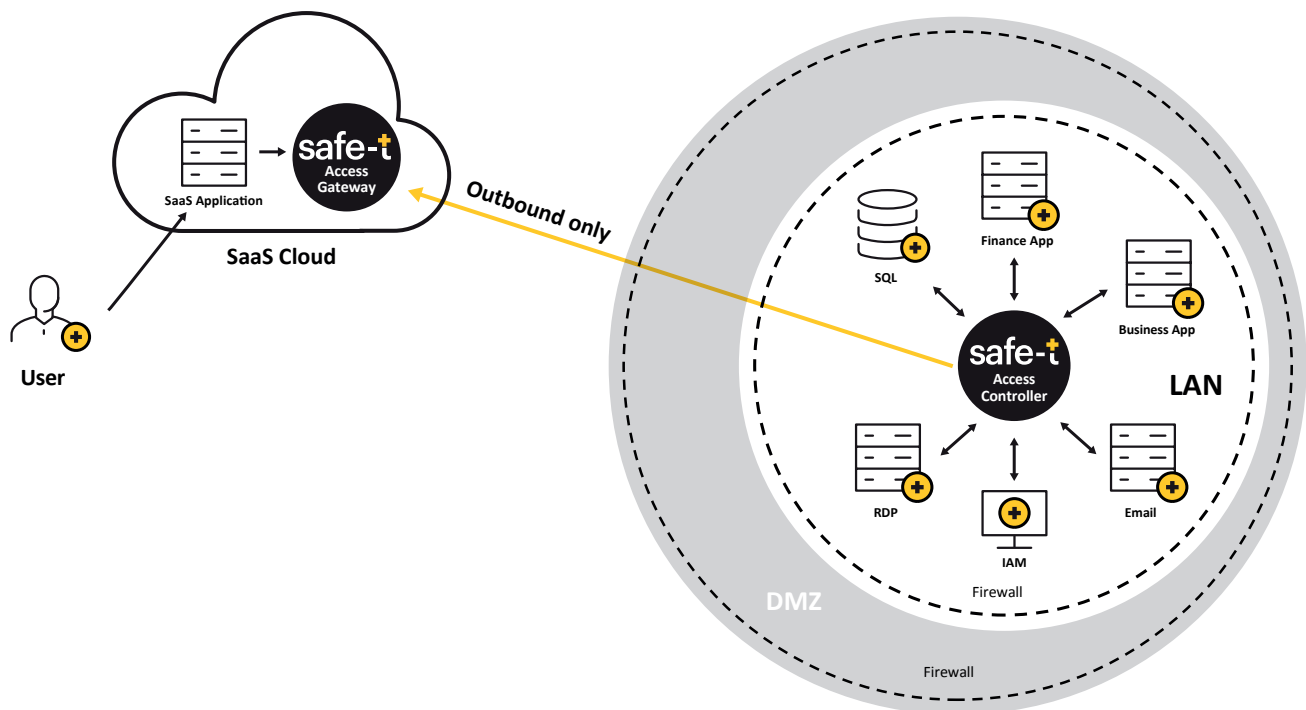 safe-t
Access
Gateway
SaaS Application
SaaS Cloud
User
Outbound only
SQL
Finance App
Business App
safe-t
Access
Controller
LAN
RDP
IAM
Email
Firewall
DMZ
Firewall